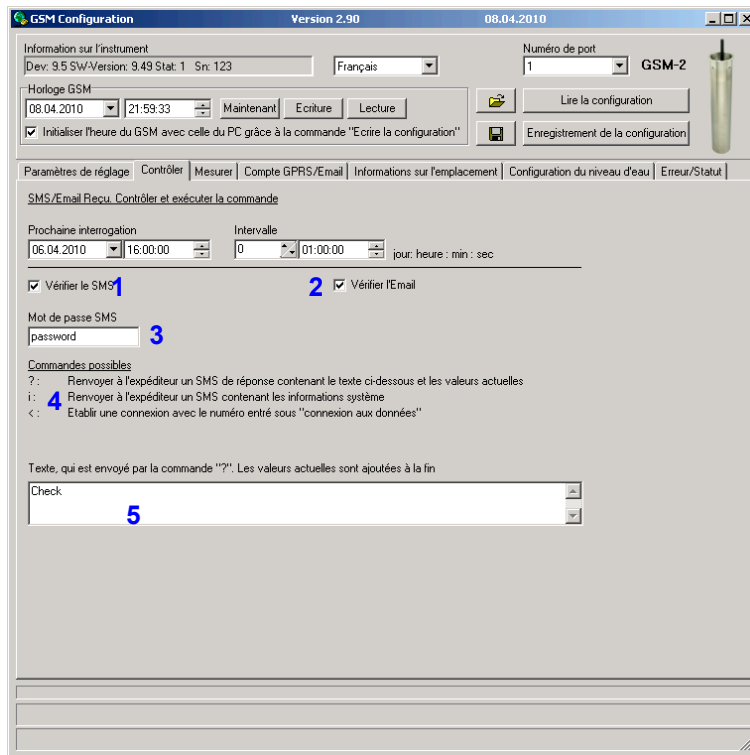 GSM Configuration Version 2.90 08.04.2010
Information sur l'instrument
Numéro de port
Dev: 9.5 SW-Version: 9.49 Stat: 1 Sn: 123
Français
1
GSM-2
Horloge GSM
08.04.2010 21:59:33 Maintenant Ecriture Lecture
Lire la configuration
Initialiser l'heure du GSM avec celle du PC grâce à la commande "Ecrire la configuration"
Enregistrement de la configuration
Paramètres de réglage Contrôler Mesurer Compte GPRS/Email Informations sur l'emplacement Configuration du niveau d'eau Erreur/Statut
SMS/Email Reçu. Contrôler et exécuter la commande
Prochaine interrogation Intervalle
06.04.2010 16:00:00 0 01:00:00 jour: heure : min : sec
Vérifier le SMS 1 2 Vérifier l'Email
Mot de passe SMS
password 3
Commandes possibles
? : Renvoyer à l'expéditeur un SMS de réponse contenant le texte ci-dessous et les valeurs actuelles
i : 4 Renvoyer à l'expéditeur un SMS contenant les informations système
< : Etablir une connexion avec le numéro entré sous "connexion aux données"
Texte, qui est envoyé par la commande "?". Les valeurs actuelles sont ajoutées à la fin
Check
5